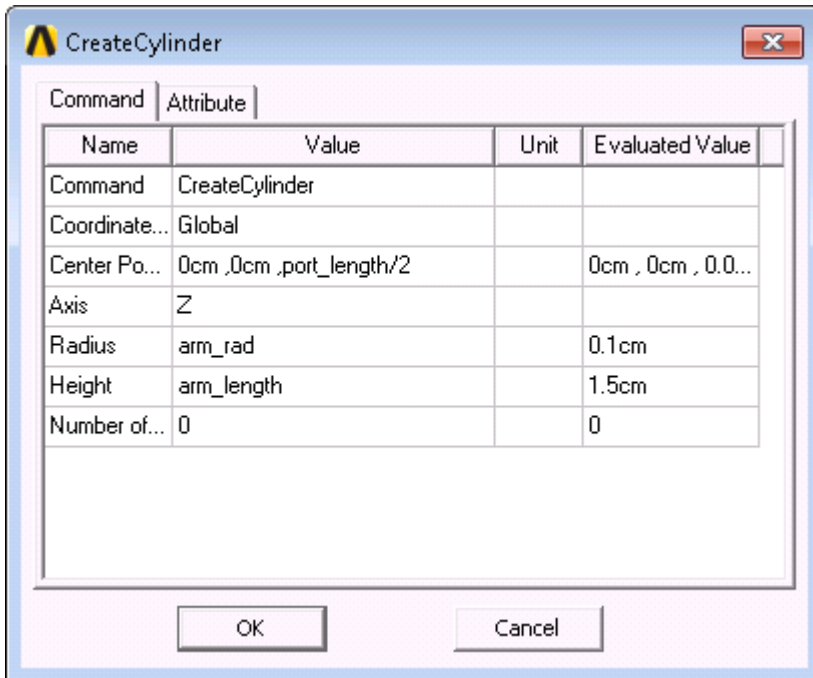 CreateCylinder
Command Attribute
Name Value Unit Evaluated Value
Command CreateCylinder
Coordinate... Global
Center Po... 0cm ,0cm ,port_length/2 0cm , 0cm , 0.0...
Axis Z
Radius arm_rad 0.1cm
Height arm_length 1.5cm
Number of... 0 0
OK Cancel